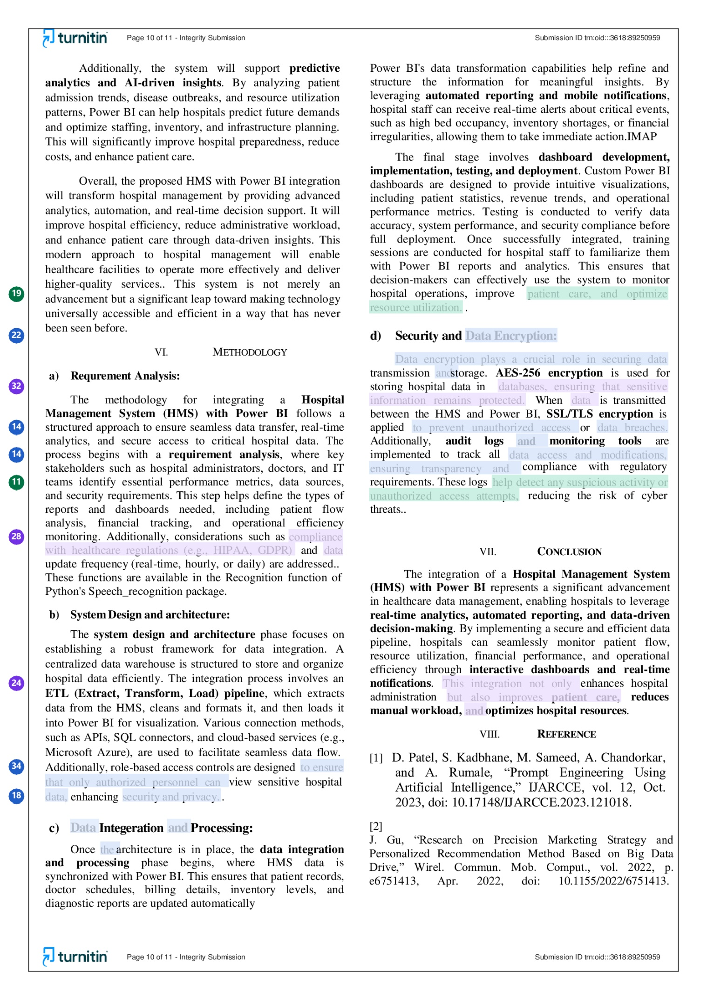 turnitin Page 10 of 11 - Integrity Submission Submission ID trn:oid:::3618:89250959
Additionally, the system will support predictive
analytics and AI-driven insights. By analyzing patient
admission trends, disease outbreaks, and resource utilization
patterns, Power BI can help hospitals predict future demands
and optimize staffing, inventory, and infrastructure planning.
This will significantly improve hospital preparedness, reduce
costs, and enhance patient care.
Overall, the proposed HMS with Power BI integration
will transform hospital management by providing advanced
analytics, automation, and real-time decision support. It will
improve hospital efficiency, reduce administrative workload,
and enhance patient care through data-driven insights. This
modern approach to hospital management will enable
healthcare facilities to operate more effectively and deliver
higher-quality services.. This system is not merely an
19
advancement but a significant leap toward making technology
universally accessible and efficient in a way that has never
been seen before.
22
VI. METHODOLOGY
a) Requrement Analysis:
32
The methodology for integrating a Hospital
Management System (HMS) with Power BI follows a
14
structured approach to ensure seamless data transfer, real-time
analytics, and secure access to critical hospital data. The
14
process begins with a requirement analysis, where key
stakeholders such as hospital administrators, doctors, and IT
11
teams identify essential performance metrics, data sources,
and security requirements. This step helps define the types of
reports and dashboards needed, including patient flow
analysis, financial tracking, and operational efficiency
28
monitoring. Additionally, considerations such as compliance
with healthcare regulations (e.g., HIPAA, GDPR) and data
update frequency (real-time, hourly, or daily) are addressed..
These functions are available in the Recognition function of
Python's Speech_recognition package.
b) System Design and architecture:
The system design and architecture phase focuses on
establishing a robust framework for data integration. A
centralized data warehouse is structured to store and organize
24
hospital data efficiently. The integration process involves an
ETL (Extract, Transform, Load) pipeline, which extracts
data from the HMS, cleans and formats it, and then loads it
into Power BI for visualization. Various connection methods,
such as APIs, SQL connectors, and cloud-based services (e.g.,
Microsoft Azure), are used to facilitate seamless data flow.
34
Additionally, role-based access controls are designed to ensure
that only authorized personnel can view sensitive hospital
18
data, enhancing security and privacy. .
c) Data Integeration and Processing:
Once the architecture is in place, the data integration
and processing phase begins, where HMS data is
synchronized with Power BI. This ensures that patient records,
doctor schedules, billing details, inventory levels, and
diagnostic reports are updated automatically
Power BI's data transformation capabilities help refine and
structure the information for meaningful insights. By
leveraging automated reporting and mobile notifications,
hospital staff can receive real-time alerts about critical events,
such as high bed occupancy, inventory shortages, or financial
irregularities, allowing them to take immediate action.IMAP
The final stage involves dashboard development,
implementation, testing, and deployment. Custom Power BI
dashboards are designed to provide intuitive visualizations,
including patient statistics, revenue trends, and operational
performance metrics. Testing is conducted to verify data
accuracy, system performance, and security compliance before
full deployment. Once successfully integrated, training
sessions are conducted for hospital staff to familiarize them
with Power BI reports and analytics. This ensures that
decision-makers can effectively use the system to monitor
hospital operations, improve patient care, and optimize
resource utilization. .
d) Security and Data Encryption:
Data encryption plays a crucial role in securing data
transmission and storage. AES-256 encryption is used for
storing hospital data in databases, ensuring that sensitive
information remains protected. When data is transmitted
between the HMS and Power BI, SSL/TLS encryption is
applied to prevent unauthorized access or data breaches.
Additionally, audit logs and monitoring tools are
implemented to track all data access and modifications,
ensuring transparency and compliance with regulatory
requirements. These logs help detect any suspicious activity or
unauthorized access attempts, reducing the risk of cyber
threats..
VII. CONCLUSION
The integration of a Hospital Management System
(HMS) with Power BI represents a significant advancement
in healthcare data management, enabling hospitals to leverage
real-time analytics, automated reporting, and data-driven
decision-making. By implementing a secure and efficient data
pipeline, hospitals can seamlessly monitor patient flow,
resource utilization, financial performance, and operational
efficiency through interactive dashboards and real-time
notifications. This integration not only enhances hospital
administration but also improves patient care, reduces
manual workload, and optimizes hospital resources.
VIII. REFERENCE
[1] D. Patel, S. Kadbhane, M. Sameed, A. Chandorkar,
and A. Rumale, “Prompt Engineering Using
Artificial Intelligence,” IJARCCE, vol. 12, Oct.
2023, doi: 10.17148/IJARCCE.2023.121018.
[2]
J. Gu, “Research on Precision Marketing Strategy and
Personalized Recommendation Method Based on Big Data
Drive,” Wirel. Commun. Mob. Comput., vol. 2022, p.
e6751413, Apr. 2022, doi: 10.1155/2022/6751413.
turnitin Page 10 of 11 - Integrity Submission Submission ID trn:oid:::3618:89250959